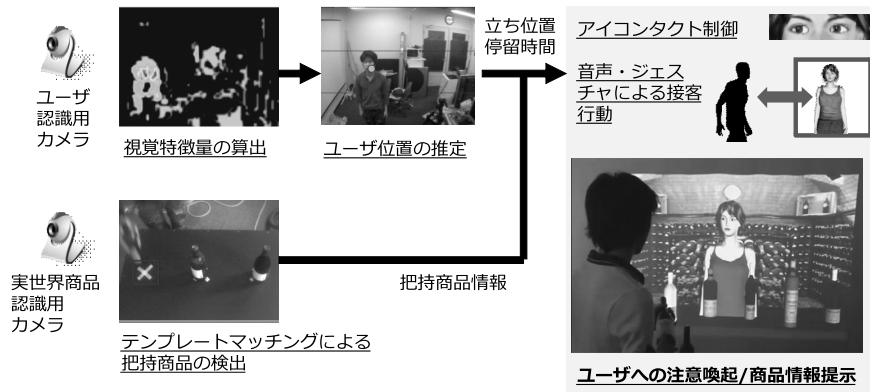 ユーザ
認識用
カメラ
視覚特徴量の算出
ユーザ位置の推定
立ち位置
停留時間
アイコンタクト制御
音声・ジェス
チャによる接客
行動
実世界商品
認識用
カメラ
テンプレートマッチングによる
把持商品の検出
把持商品情報
ユーザへの注意喚起/商品情報提示